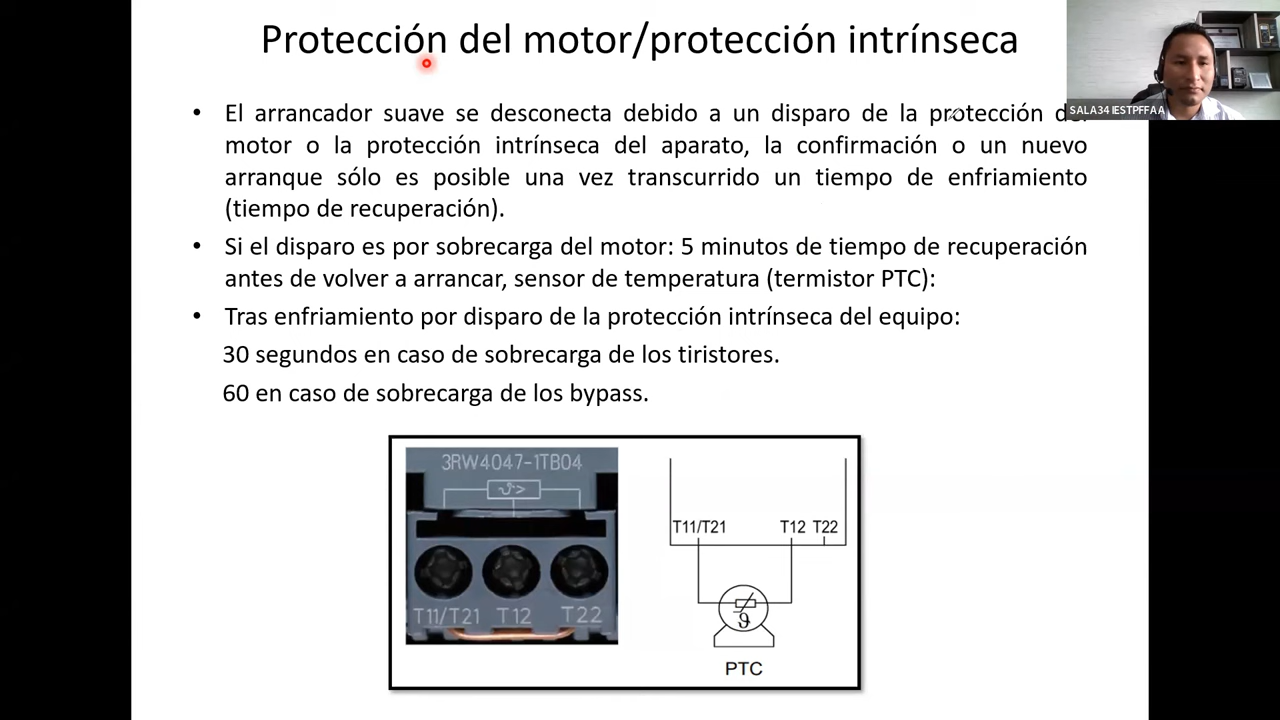 Protección del motor/protección intrínseca
SALA34 IESTPFFAA
• El arrancador suave se desconecta debido a un disparo de la protección del
motor o la protección intrínseca del aparato, la confirmación o un nuevo
arranque sólo es posible una vez transcurrido un tiempo de enfriamiento
(tiempo de recuperación).
• Si el disparo es por sobrecarga del motor: 5 minutos de tiempo de recuperación
antes de volver a arrancar, sensor de temperatura (termistor PTC):
• Tras enfriamiento por disparo de la protección intrínseca del equipo:
30 segundos en caso de sobrecarga de los tiristores.
60 en caso de sobrecarga de los bypass.
3RW4047-1TB04
T11/T21 T12 T22
T11/T21 T12 T22
ϑ
PTC